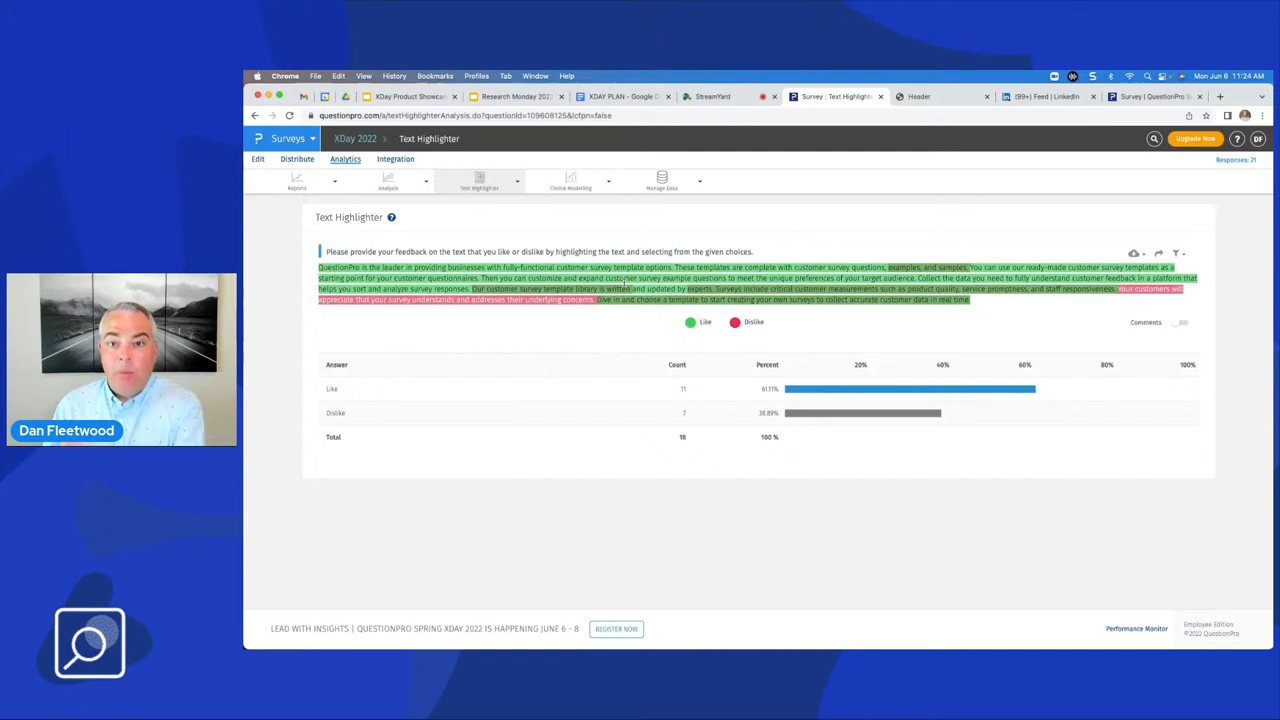 Chrome File Edit View History Bookmarks Profiles Tab Window Help
Mon Jun 6 11:24 AM
XDay Product Showcas
Research Monday 2022
XDAY PLAN - Google D
StreamYard
Survey : Text Highlighte
Header
(99+) Feed | LinkedIn
Survey | QuestionPro S
questionpro.com/a/textHighlighterAnalysis.do?questionId=109608125&lcfpn=false
P Surveys
XDay 2022 > Text Highlighter
Upgrade Now
?
DF
Edit Distribute Analytics Integration
Responses: 21
Reports
Analysis
Text Highlighter
Choice Modelling
Manage Data
Text Highlighter ?
Please provide your feedback on the text that you like or dislike by highlighting the text and selecting from the given choices.
QuestionPro is the leader in providing businesses with fully-functional customer survey template options. These templates are complete with customer survey questions, examples, and samples. You can use our ready-made customer survey templates as a
starting point for your customer questionnaires. Then you can customize and expand customer survey example questions to meet the unique preferences of your target audience. Collect the data you need to fully understand customer feedback in a platform that
helps you sort and analyze survey responses. Our customer survey template library is written and updated by experts. Surveys include critical customer measurements such as product quality, service promptness, and staff responsiveness. Your customers will
appreciate that your survey understands and addresses their underlying concerns. Dive in and choose a template to start creating your own surveys to collect accurate customer data in real time.
Like Dislike
Comments
Answer Count Percent 20% 40% 60% 80% 100%
Like 11 61.11%
Dislike 7 38.89%
Total 18 100 %
Dan Fleetwood
LEAD WITH INSIGHTS | QUESTIONPRO SPRING XDAY 2022 IS HAPPENING JUNE 6 - 8
REGISTER NOW
Performance Monitor
Employee Edition
©2022 QuestionPro